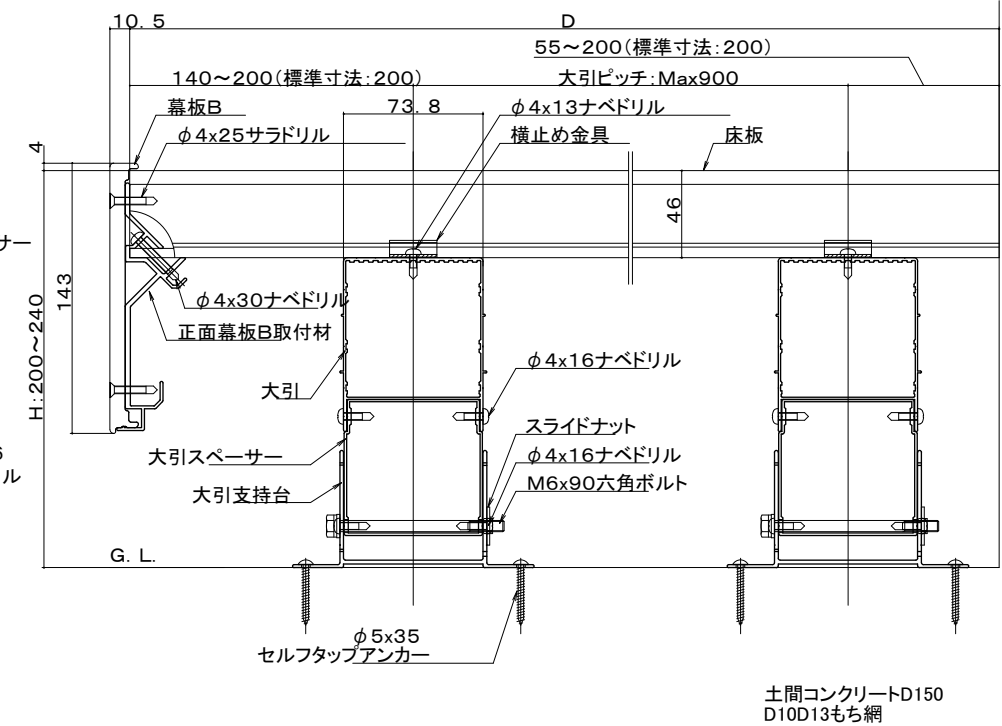 10. 5
D
55～200(標準寸法:200)
140～200(標準寸法:200)
大引ピッチ:Max900
幕板B
73. 8
φ4x13ナベドリル
φ4x25サラドリル
横止め金具
床板
4
46
サー
143
φ4x30ナベドリル
正面幕板B取付材
H:200～240
φ4x16ナベドリル
大引
スライドナット
大引スペーサー
φ4x16ナベドリル
ル
大引支持台
M6x90六角ボルト
G. L.
φ5x35
セルフタップアンカー
土間コンクリートD150
D10D13もち網